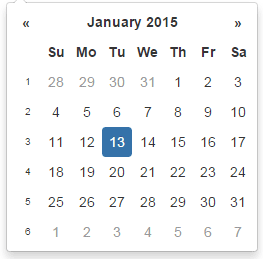 « January 2015 »
Su Mo Tu We Th Fr Sa
1 28 29 30 31 1 2 3
2 4 5 6 7 8 9 10
3 11 12 13 14 15 16 17
4 18 19 20 21 22 23 24
5 25 26 27 28 29 30 31
6 1 2 3 4 5 6 7